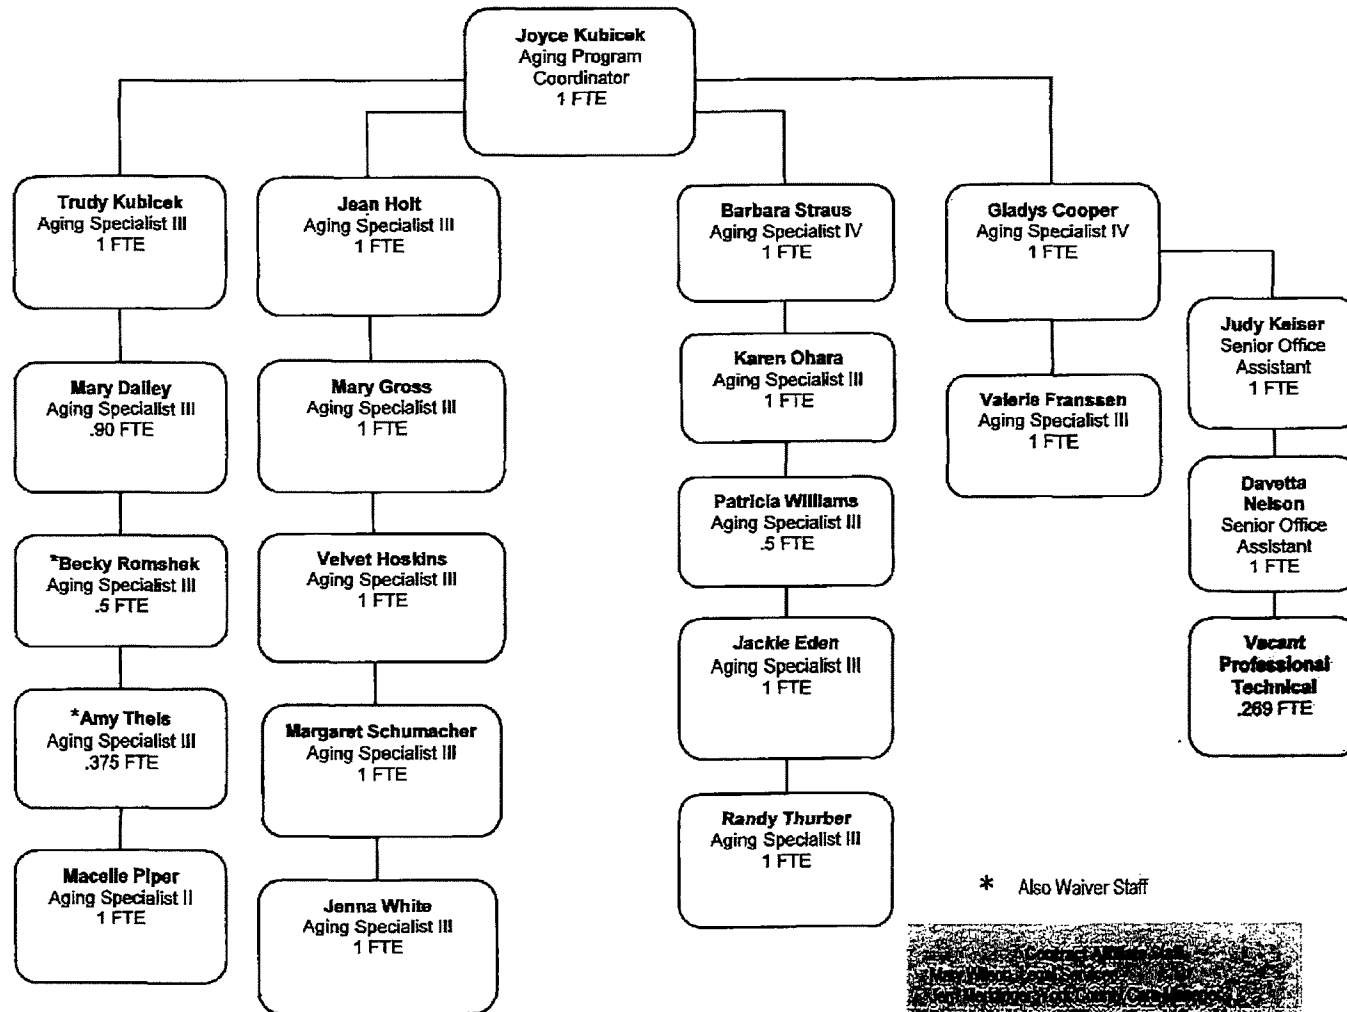 Joyce Kubicek
Aging Program
Coordinator
1 FTE
Trudy Kubicek
Aging Specialist III
1 FTE
Mary Dailey
Aging Specialist III
.90 FTE
*Becky Romshek
Aging Specialist III
.5 FTE
*Amy Theis
Aging Specialist III
.375 FTE
Macelle Piper
Aging Specialist II
1 FTE
Jean Holt
Aging Specialist III
1 FTE
Mary Gross
Aging Specialist III
1 FTE
Velvet Hoskins
Aging Specialist III
1 FTE
Margaret Schumacher
Aging Specialist III
1 FTE
Jenna White
Aging Specialist III
1 FTE
Barbara Straus
Aging Specialist IV
1 FTE
Karen Ohara
Aging Specialist III
1 FTE
Patricia Williams
Aging Specialist III
.5 FTE
Jackie Eden
Aging Specialist III
1 FTE
Randy Thurber
Aging Specialist III
1 FTE
Gladys Cooper
Aging Specialist IV
1 FTE
Valerie Franssen
Aging Specialist III
1 FTE
Judy Keiser
Senior Office
Assistant
1 FTE
Davetta
Nelson
Senior Office
Assistant
1 FTE
Vacant
Professional
Technical
.269 FTE
* Also Waiver Staff
Contract